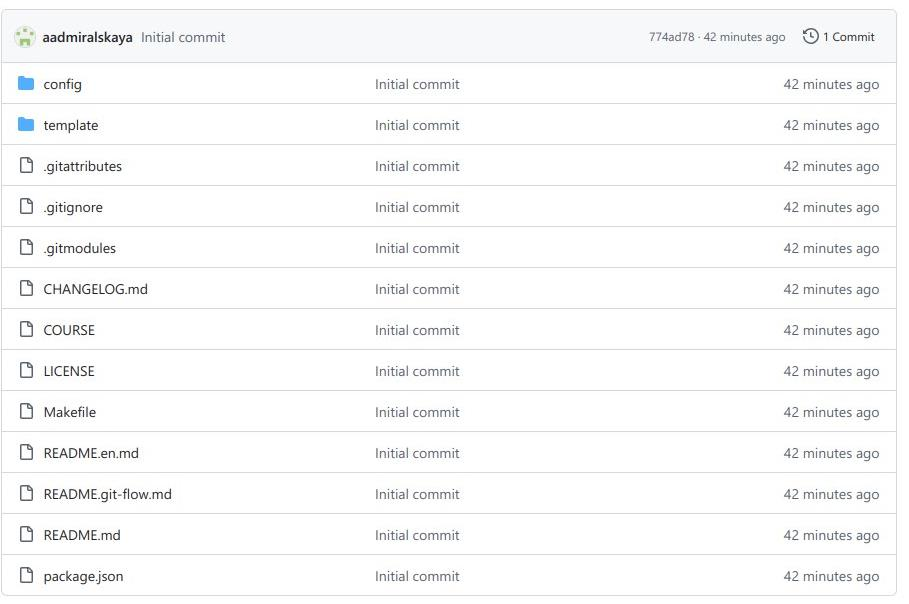 aadmiralskaya Initial commit 774ad78 · 42 minutes ago 1 Commit
config Initial commit 42 minutes ago
template Initial commit 42 minutes ago
.gitattributes Initial commit 42 minutes ago
.gitignore Initial commit 42 minutes ago
.gitmodules Initial commit 42 minutes ago
CHANGELOG.md Initial commit 42 minutes ago
COURSE Initial commit 42 minutes ago
LICENSE Initial commit 42 minutes ago
Makefile Initial commit 42 minutes ago
README.en.md Initial commit 42 minutes ago
README.git-flow.md Initial commit 42 minutes ago
README.md Initial commit 42 minutes ago
package.json Initial commit 42 minutes ago